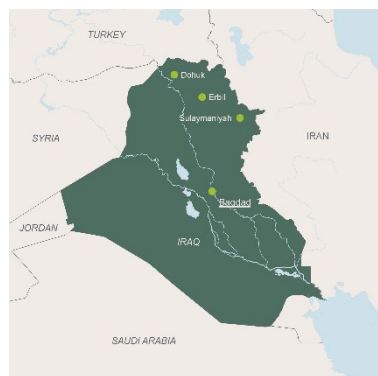 TURKEY
Dohuk
Erbil
Sulaymaniyah
SYRIA
IRAN
Bagdad
JORDAN
IRAQ
SAUDI ARABIA